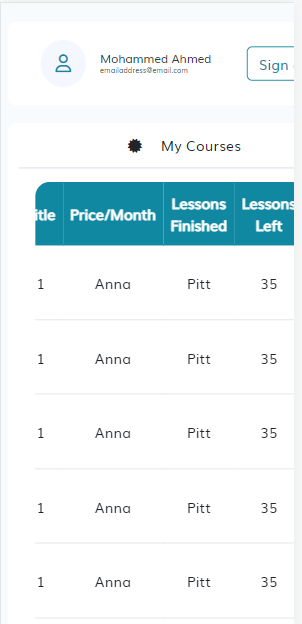 Mohammed Ahmed
emailaddress@email.com
Sign
My Courses
itle Price/Month Lessons Finished Lessons Left
1 Anna Pitt 35
1 Anna Pitt 35
1 Anna Pitt 35
1 Anna Pitt 35
1 Anna Pitt 35